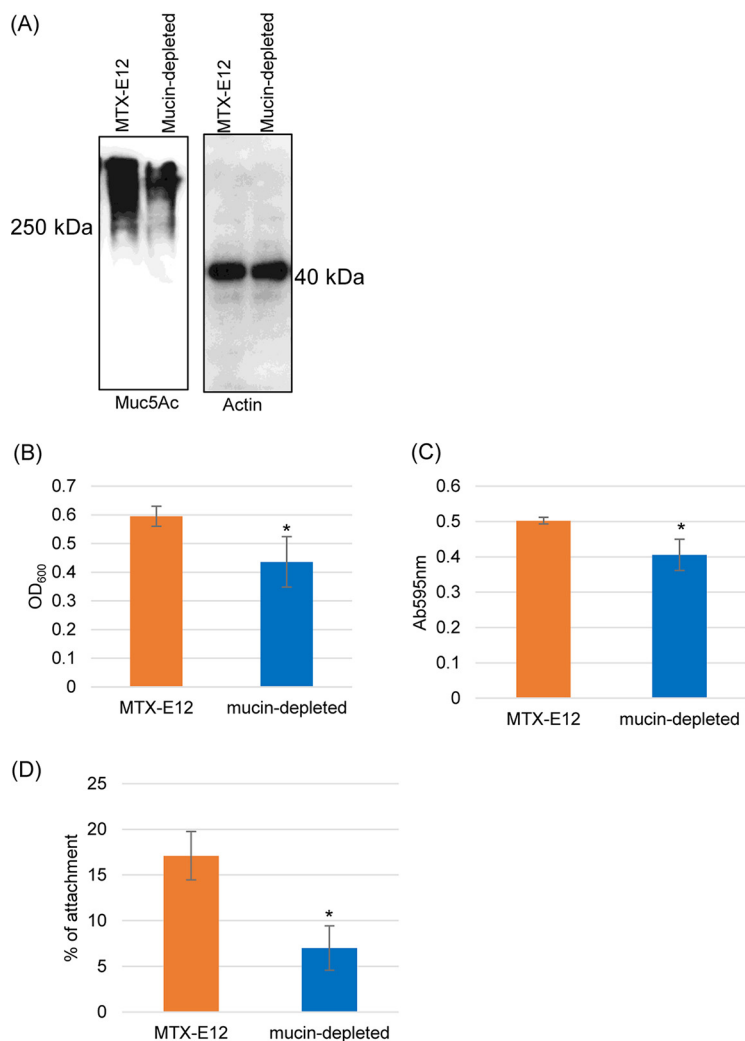 (A)
MTX-E12
Mucin-depleted
MTX-E12
Mucin-depleted
250 kDa
40 kDa
Muc5Ac
Actin
(B)
0.7
0.6
0.5
0.4
0.3
0.2
0.1
0
OD600
*
MTX-E12
mucin-depleted
(C)
0.6
0.5
0.4
0.3
0.2
0.1
0
Ab595nm
*
MTX-E12
mucin-depleted
(D)
25
20
15
10
5
0
% of attachment
*
MTX-E12
mucin-depleted